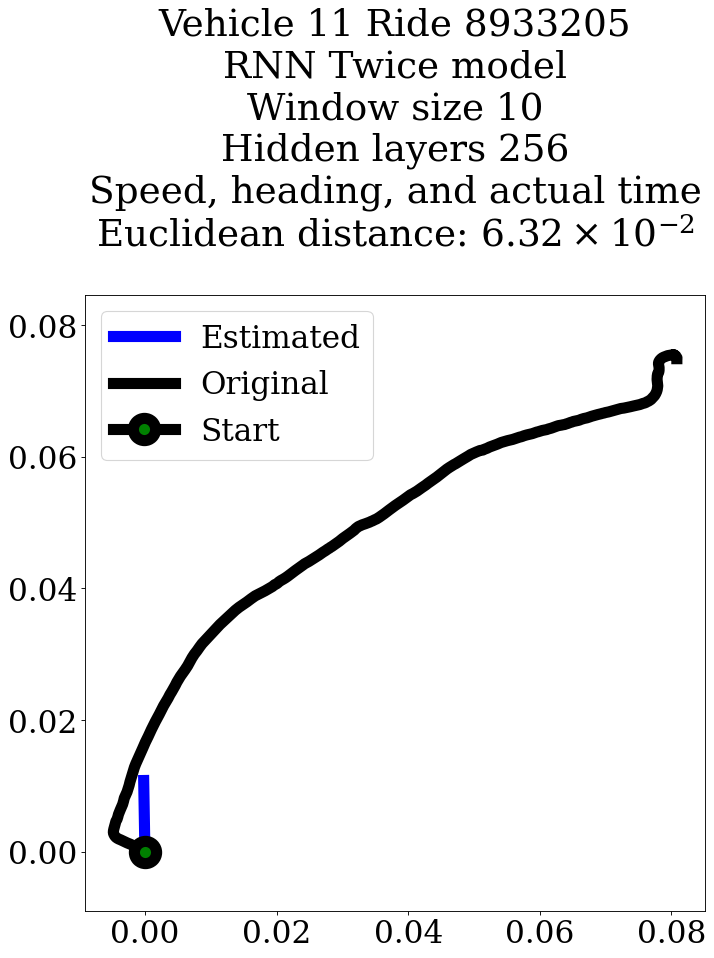 Vehicle 11 Ride 8933205
RNN Twice model
Window size 10
Hidden layers 256
Speed, heading, and actual time
Euclidean distance: 6.32 × 10⁻²
Estimated
Original
Start
0.08
0.06
0.04
0.02
0.00
0.00 0.02 0.04 0.06 0.08